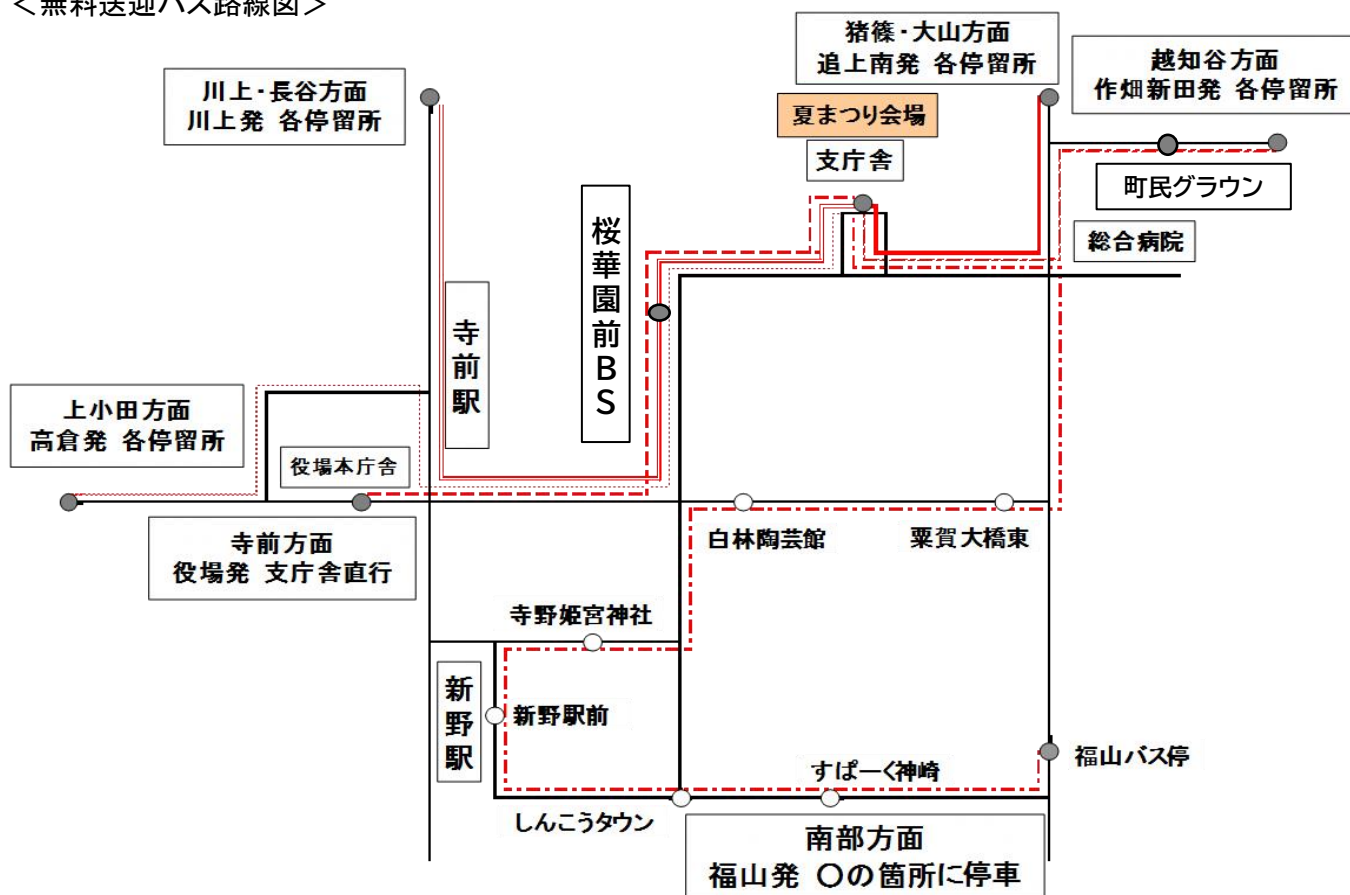 <無料送迎バス路線図>
猪篠・大山方面
追上南発 各停留所
越知谷方面
作畑新田発 各停留所
川上・長谷方面
川上発 各停留所
夏まつり会場
支庁舎
町民グラウン
総合病院
桜華園前BS
寺前駅
上小田方面
高倉発 各停留所
役場本庁舎
寺前方面
役場発 支庁舎直行
白林陶芸館
粟賀大橋東
寺野姫宮神社
新野駅
新野駅前
福山バス停
すぱーく神崎
しんこうタウン
南部方面
福山発 〇の箇所に停車